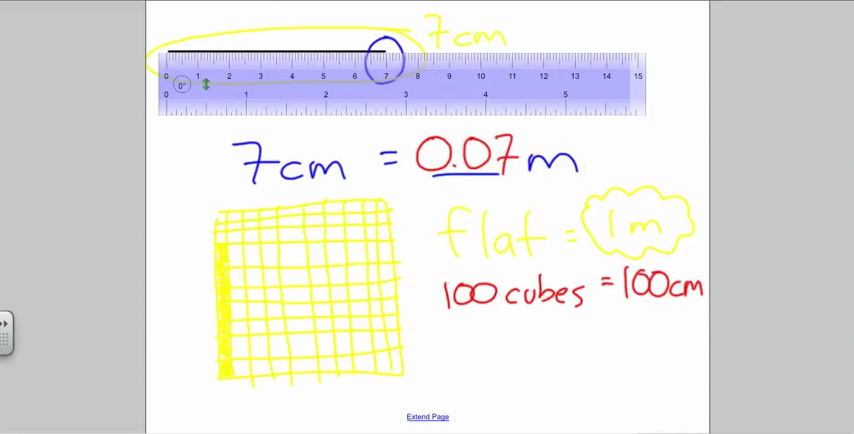 7cm
0 1 2 3 4 5 6 7 8 9 10 11 12 13 14 15
0°
0 1 2 3 4 5
7cm = 0.07m
flat = 1m
100 cubes = 100cm
Extend Page